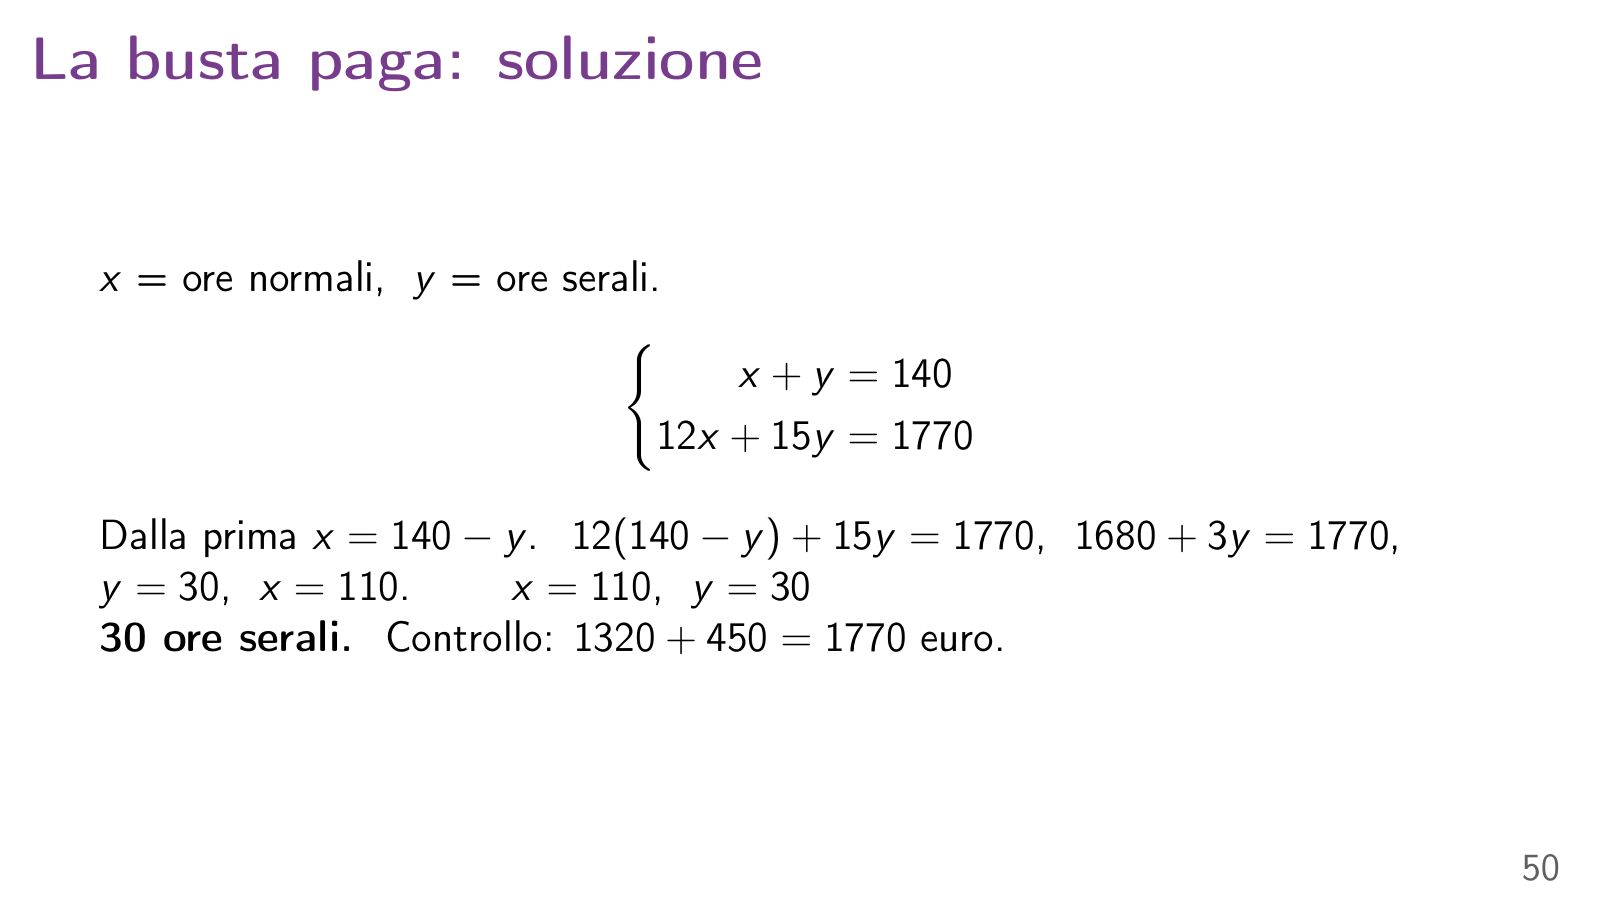 La busta paga: soluzione
x = ore normali, y = ore serali.
x + y = 140
12x + 15y = 1770
Dalla prima x = 140 − y. 12(140 − y) + 15y = 1770, 1680 + 3y = 1770,
y = 30, x = 110. x = 110, y = 30
30 ore serali. Controllo: 1320 + 450 = 1770 euro.
50